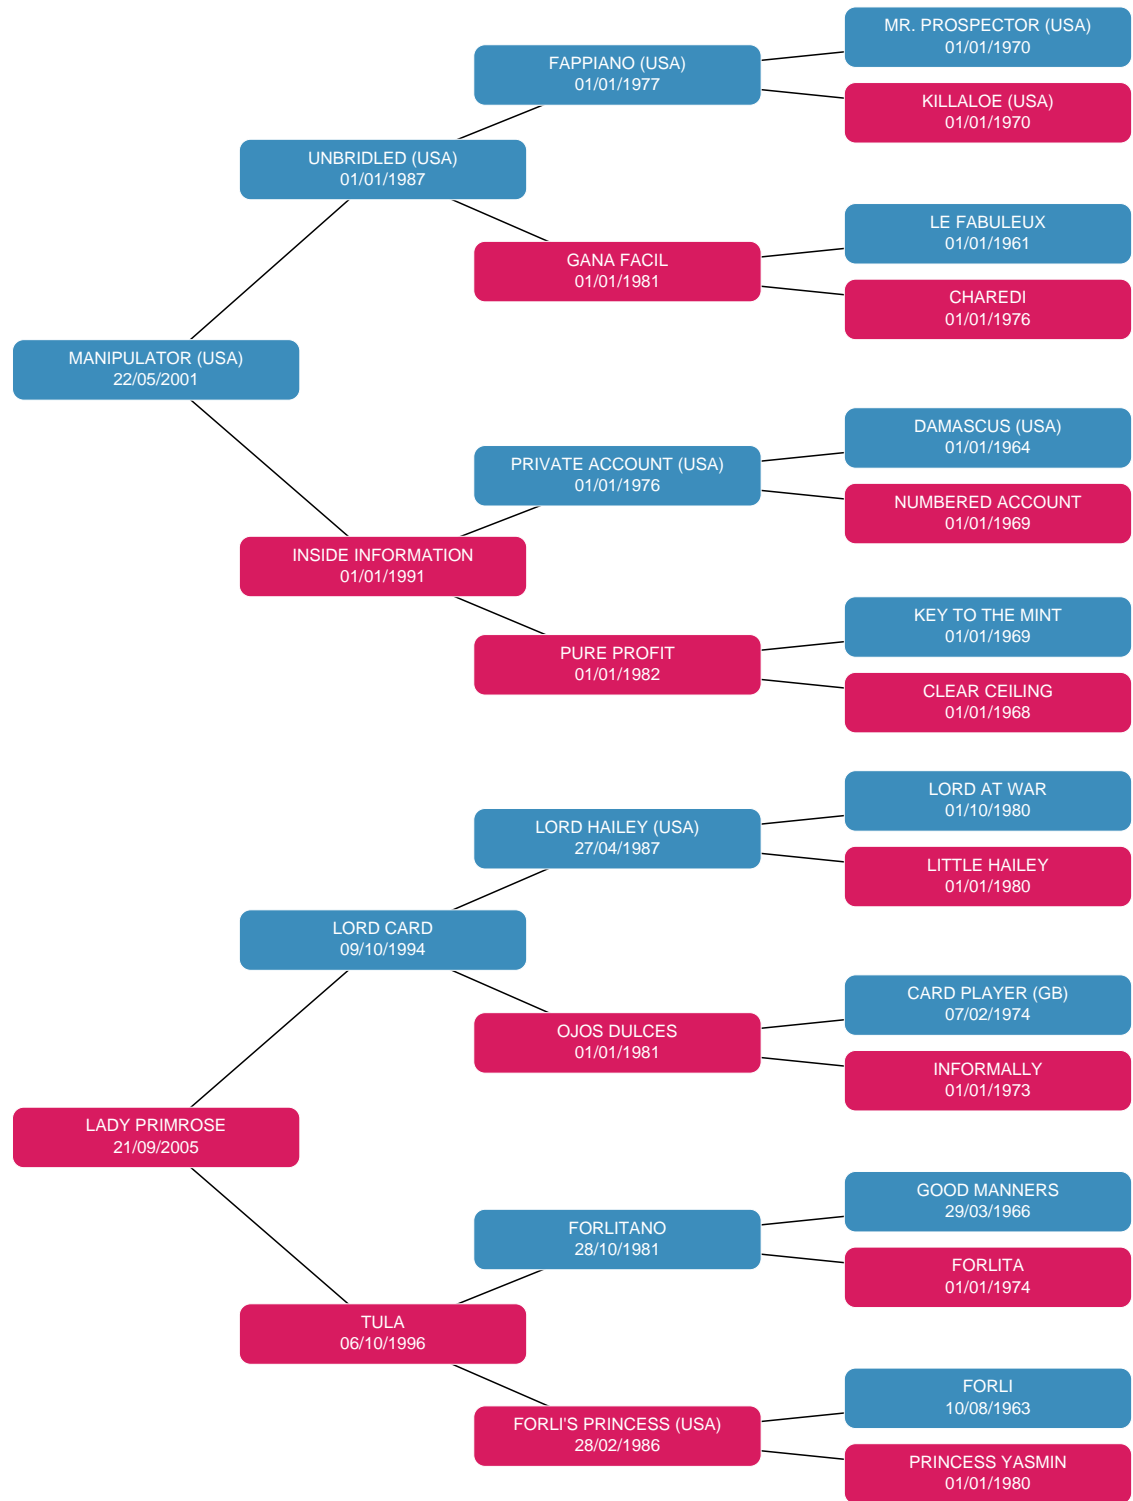 MR. PROSPECTOR (USA)
01/01/1970
FAPPIANO (USA)
01/01/1977
KILLALOE (USA)
01/01/1970
UNBRIDLED (USA)
01/01/1987
LE FABULEUX
01/01/1961
GANA FACIL
01/01/1981
CHAREDI
01/01/1976
MANIPULATOR (USA)
22/05/2001
DAMASCUS (USA)
01/01/1964
PRIVATE ACCOUNT (USA)
01/01/1976
NUMBERED ACCOUNT
01/01/1969
INSIDE INFORMATION
01/01/1991
KEY TO THE MINT
01/01/1969
PURE PROFIT
01/01/1982
CLEAR CEILING
01/01/1968
LORD AT WAR
01/10/1980
LORD HAILEY (USA)
27/04/1987
LITTLE HAILEY
01/01/1980
LORD CARD
09/10/1994
CARD PLAYER (GB)
07/02/1974
OJOS DULCES
01/01/1981
INFORMALLY
01/01/1973
LADY PRIMROSE
21/09/2005
GOOD MANNERS
29/03/1966
FORLITANO
28/10/1981
FORLITA
01/01/1974
TULA
06/10/1996
FORLI
10/08/1963
FORLI'S PRINCESS (USA)
28/02/1986
PRINCESS YASMIN
01/01/1980